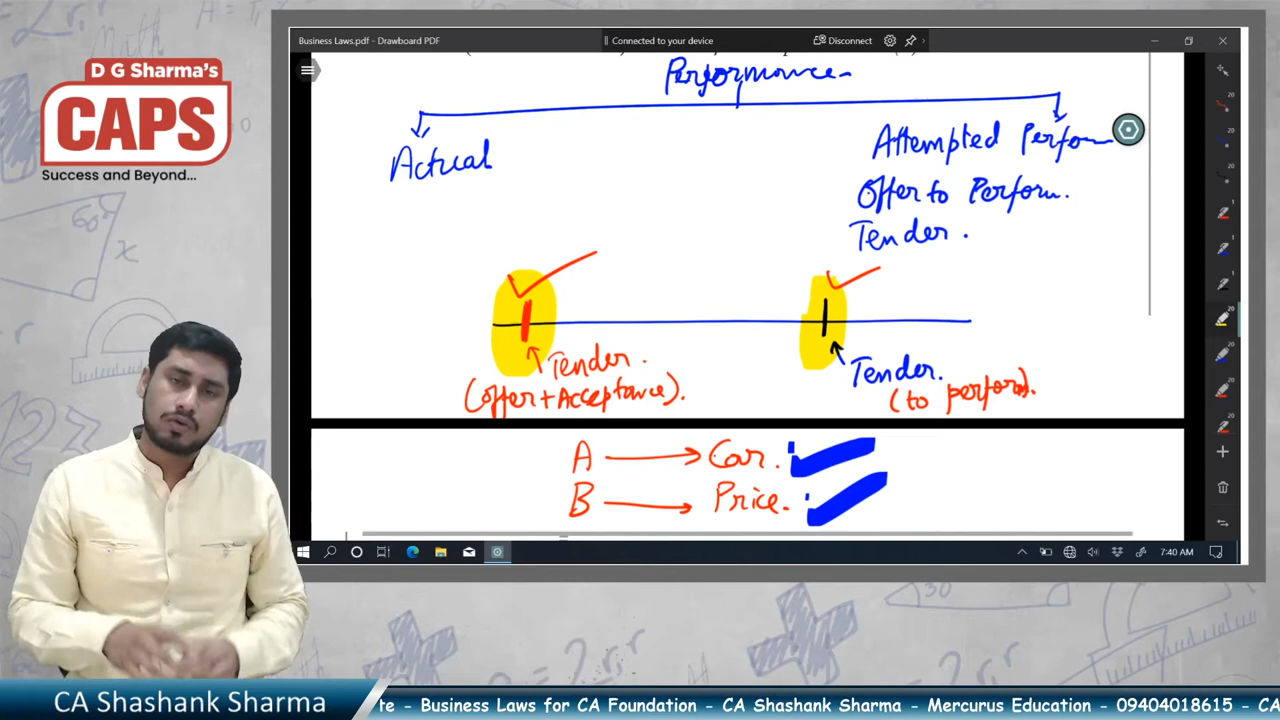 D G Sharma's
CAPS
Success and Beyond...
Business Laws.pdf - Drawboard PDF
Connected to your device
Disconnect
Performance
Actual
Attempted Perform
Offer to Perform.
Tender.
Tender.
(offer+Acceptance).
Tender.
(to perform).
A → Car.
B → Price.
7:40 AM
CA Shashank Sharma
te - Business Laws for CA Foundation - CA Shashank Sharma - Mercurus Education - 09404018615 - CA